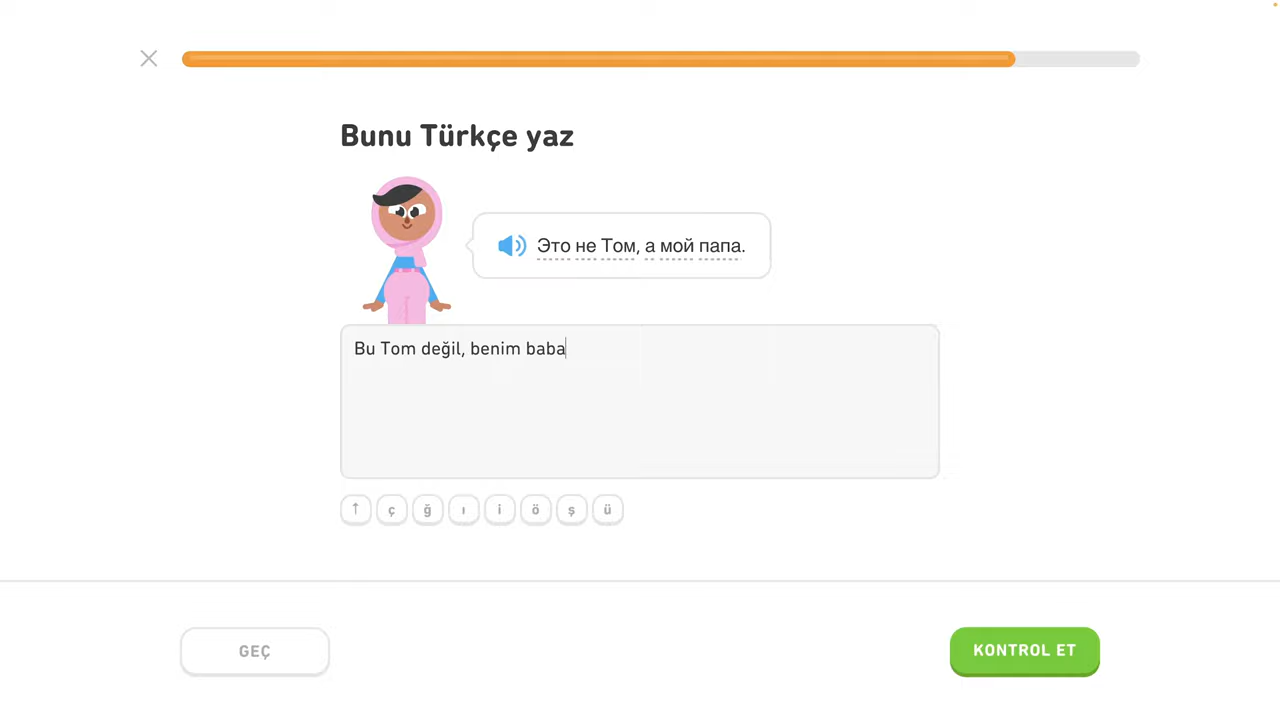 Bunu Türkçe yaz
Это не Том, а мой папа.
Bu Tom değil, benim baba
↑ ç ğ ı i ö ş ü
GEÇ
KONTROL ET